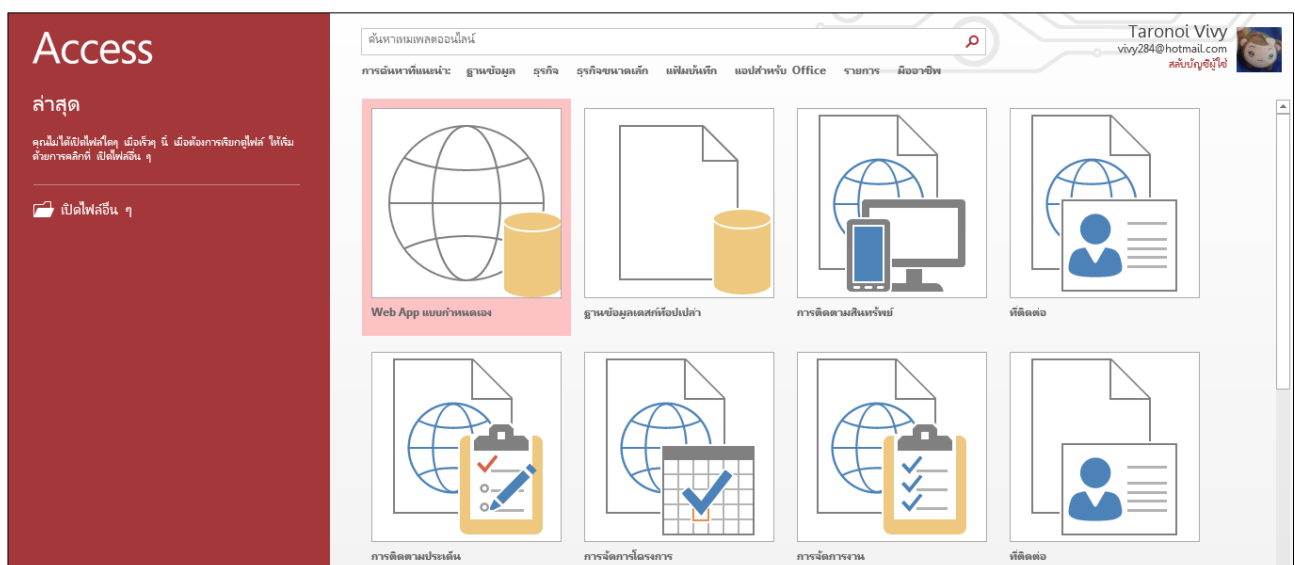 Access
ล่าสุด
คุณไม่ได้เปิดไฟล์ใดๆ เมื่อเร็วๆ นี้ เมื่อต้องการเรียกดูไฟล์ ให้เริ่ม
ด้วยการคลิกที่ เปิดไฟล์อื่น ๆ
เปิดไฟล์อื่น ๆ
ค้นหาเทมเพลตออนไลน์
การค้นหาที่แนะนำ: ฐานข้อมูล ธุรกิจ ธุรกิจขนาดเล็ก แฟ้มบันทึก แอปสำหรับ Office รายการ มืออาชีพ
Taronoi Vivy
vivy284@hotmail.com
สลับบัญชีผู้ใช้
Web App แบบกำหนดเอง
ฐานข้อมูลเดสก์ท็อปเปล่า
การติดตามสินทรัพย์
ที่ติดต่อ
การติดตามประเด็น
การจัดการโครงการ
การจัดการงาน
ที่ติดต่อ